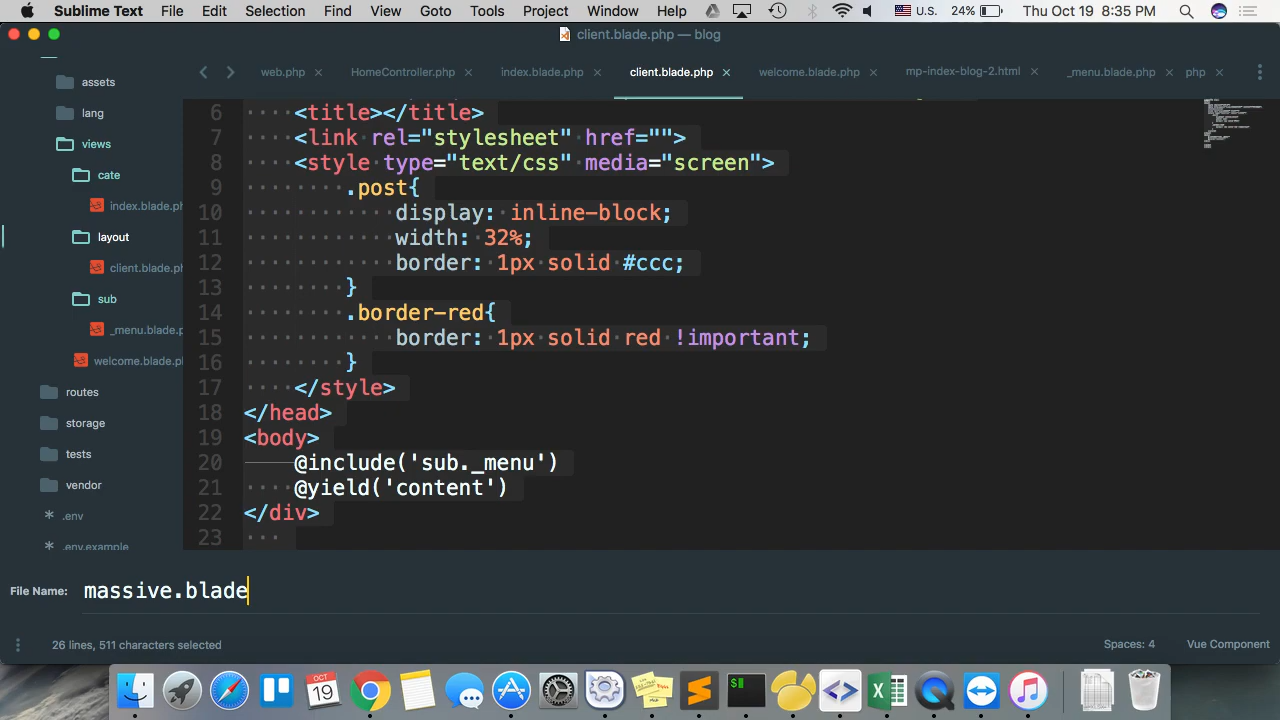 Sublime Text File Edit Selection Find View Goto Tools Project Window Help U.S. 24% Thu Oct 19 8:35 PM
client.blade.php — blog
web.php HomeController.php index.blade.php client.blade.php welcome.blade.php mp-index-blog-2.html _menu.blade.php php
assets
lang
views
cate
index.blade.ph
layout
client.blade.ph
sub
_menu.blade.p
welcome.blade.p
routes
storage
tests
vendor
.env
.env.example
6 <title></title>
7 <link rel="stylesheet" href="">
8 <style type="text/css" media="screen">
9 .post{
10 display: inline-block;
11 width: 32%;
12 border: 1px solid #ccc;
13 }
14 .border-red{
15 border: 1px solid red !important;
16 }
17 </style>
18 </head>
19 <body>
20 @include('sub._menu')
21 @yield('content')
22 </div>
23
File Name: massive.blade
26 lines, 511 characters selected Spaces: 4 Vue Component
OCT
19